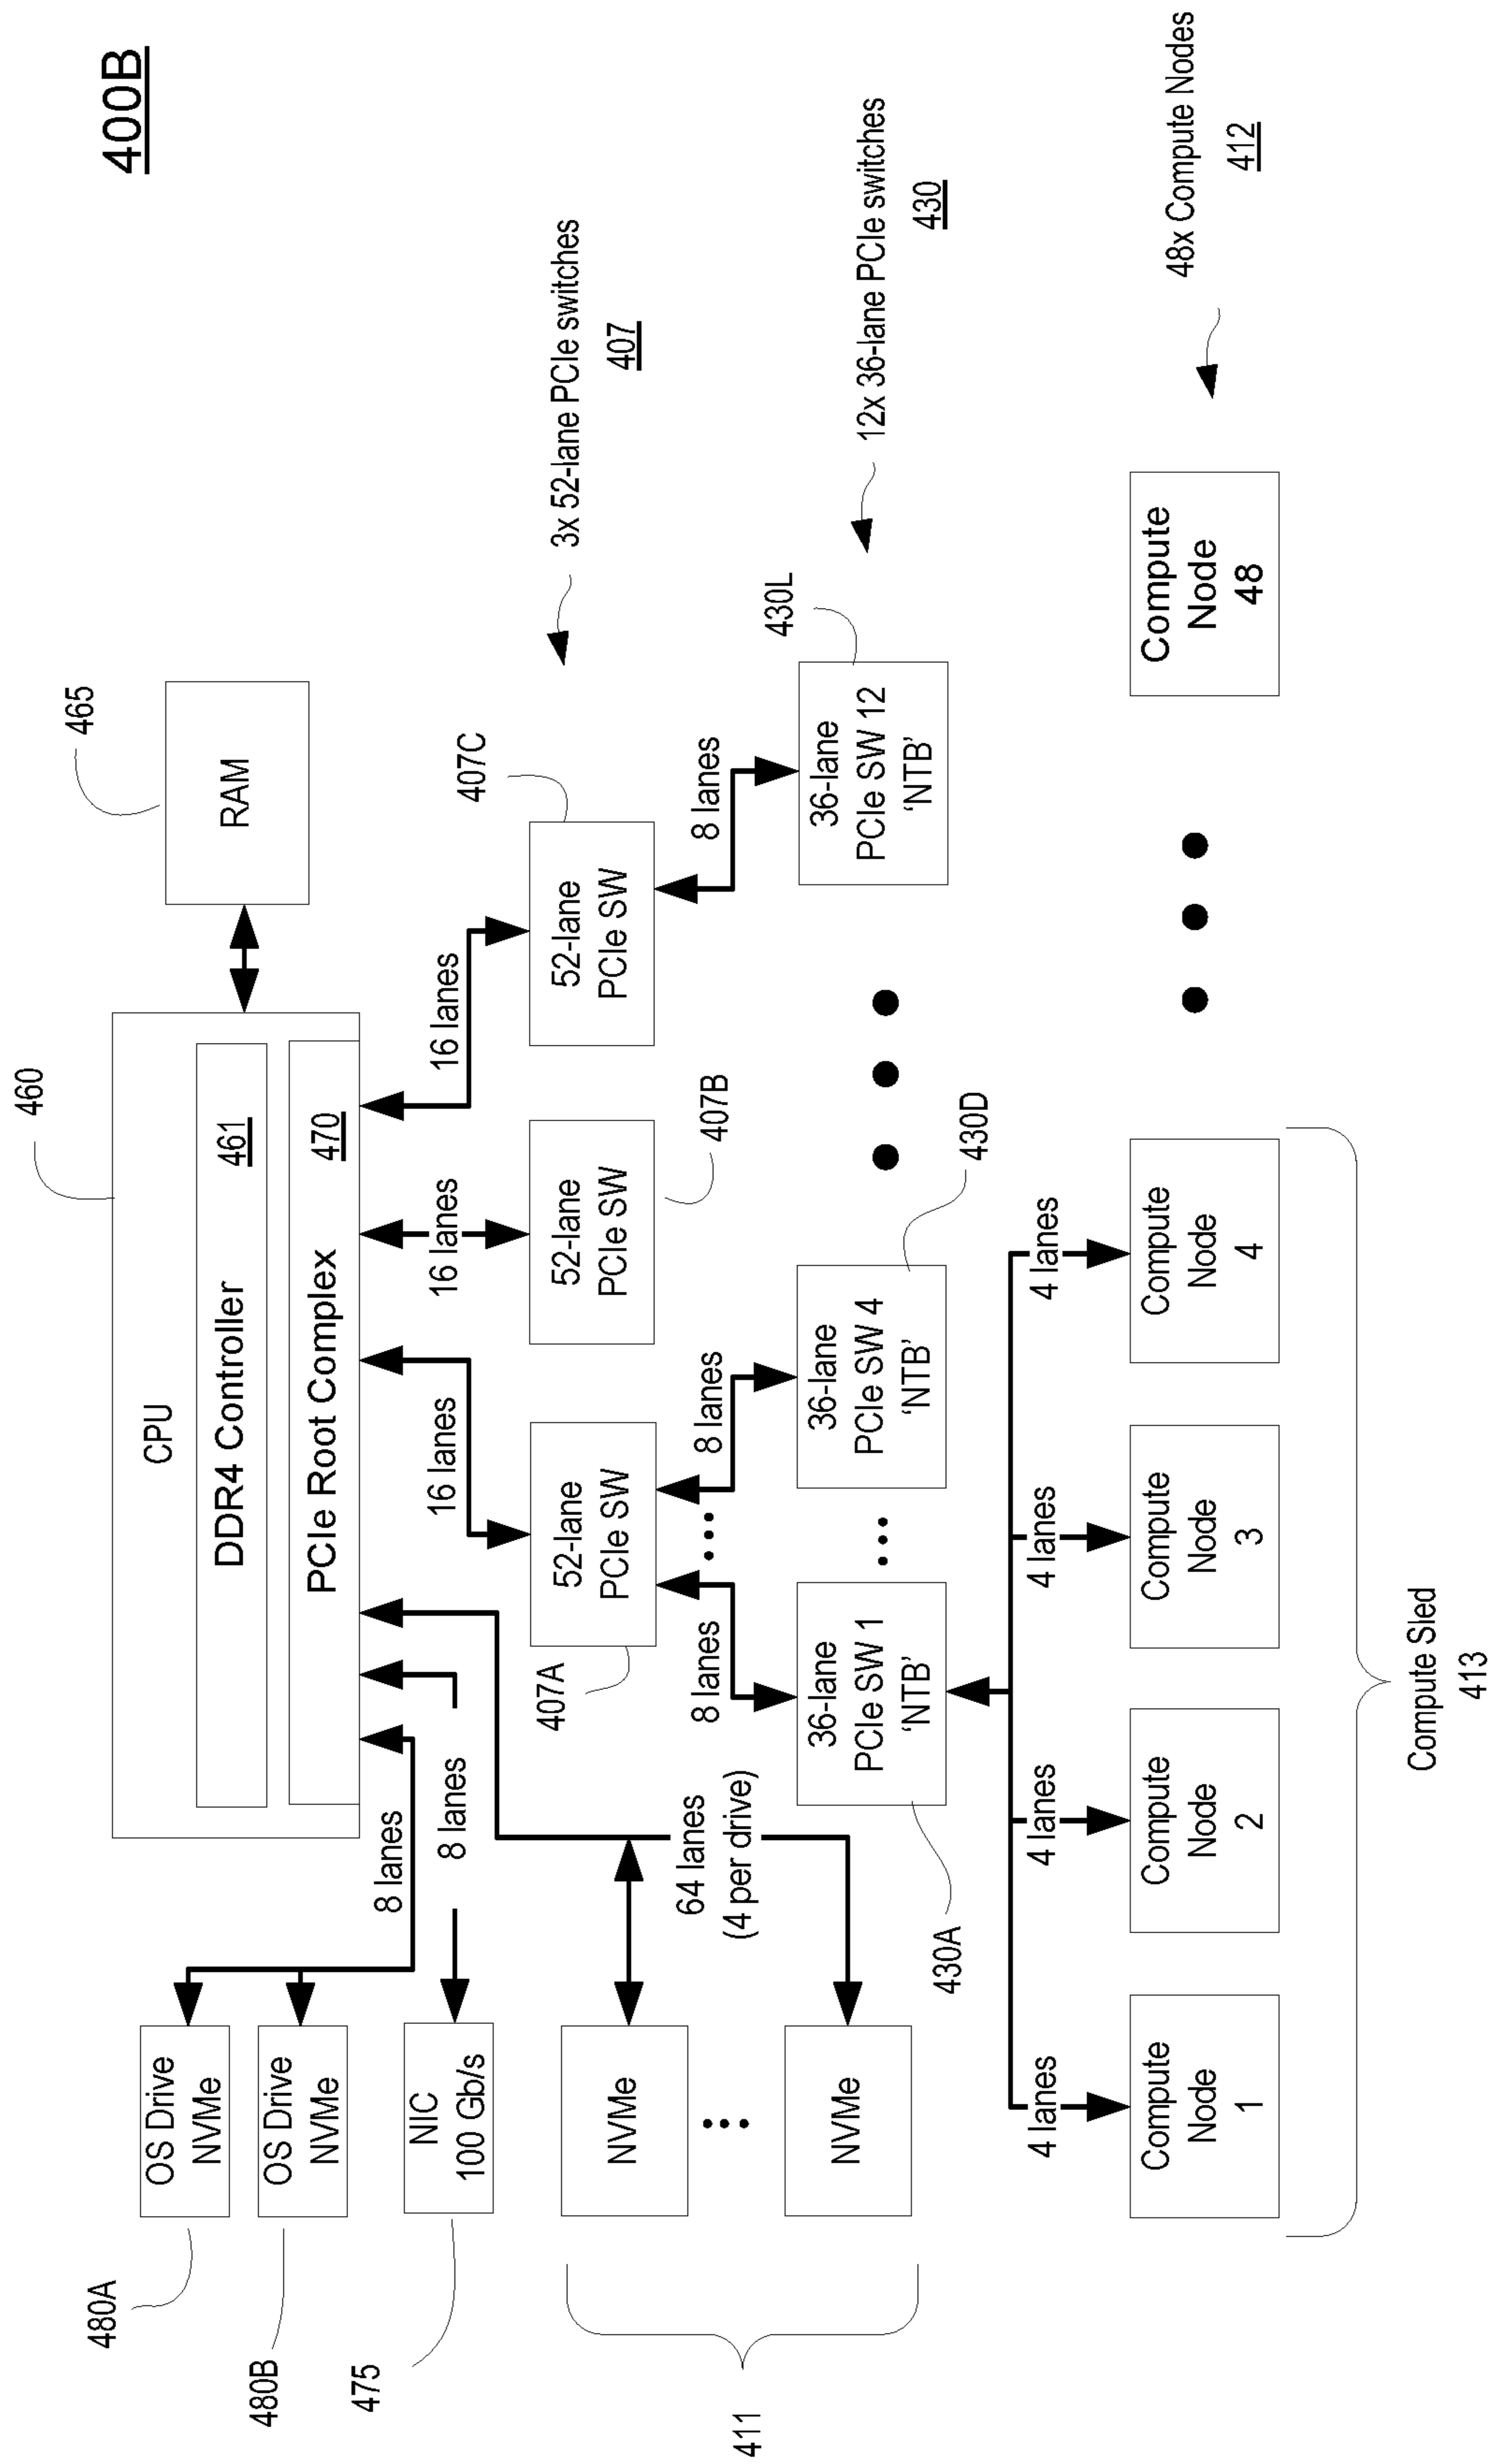 400B
460
CPU
DDR4 Controller
461
PCIe Root Complex
470
RAM
465
480A
OS Drive
NVMe
480B
OS Drive
NVMe
8 lanes
475
NIC
100 Gb/s
8 lanes
16 lanes
16 lanes
16 lanes
3x 52-lane PCIe switches
407
407A
52-lane
PCIe SW
52-lane
PCIe SW
407B
52-lane
PCIe SW
407C
411
NVMe
NVMe
64 lanes
(4 per drive)
8 lanes
8 lanes
8 lanes
12x 36-lane PCIe switches
430
430A
36-lane
PCIe SW 1
‘NTB’
36-lane
PCIe SW 4
‘NTB’
430D
36-lane
PCIe SW 12
‘NTB’
430L
4 lanes
4 lanes
4 lanes
4 lanes
48x Compute Nodes
412
Compute
Node
1
Compute
Node
2
Compute
Node
3
Compute
Node
4
Compute
Node
48
Compute Sled
413